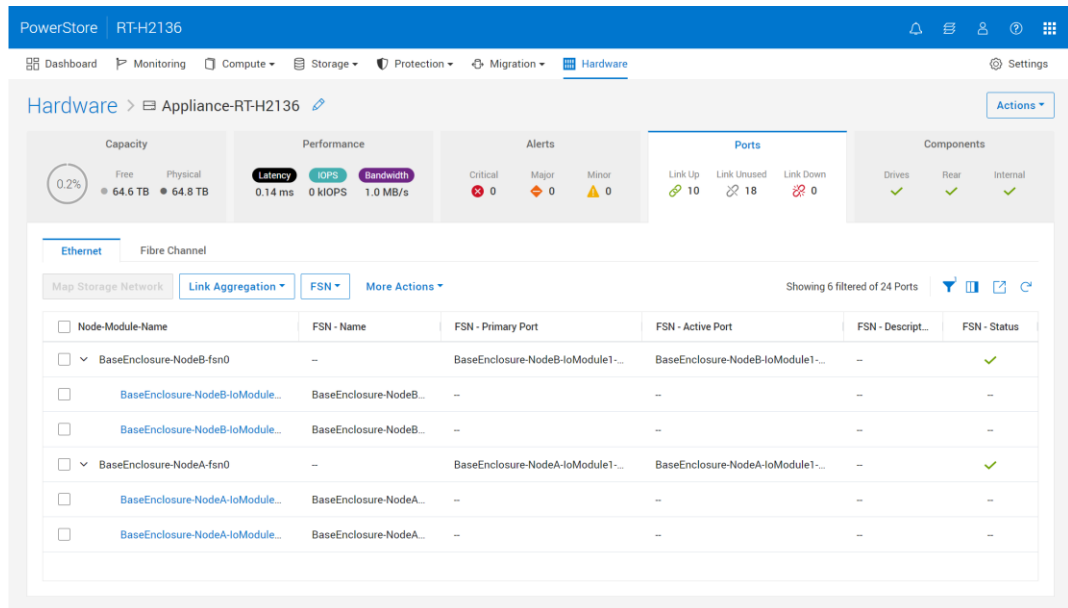 PowerStore RT-H2136
Dashboard Monitoring Compute Storage Protection Migration Hardware Settings
Hardware > Appliance-RT-H2136 Actions
Capacity Performance Alerts Ports Components
Free Physical Latency IOPS Bandwidth Critical Major Minor Link Up Link Unused Link Down Drives Rear Internal
0.2% 64.6 TB 64.8 TB 0.14 ms 0 kIOPS 1.0 MB/s 0 0 0 10 18 0
Ethernet Fibre Channel
Map Storage Network Link Aggregation FSN More Actions Showing 6 filtered of 24 Ports
Node-Module-Name FSN - Name FSN - Primary Port FSN - Active Port FSN - Descript... FSN - Status
BaseEnclosure-NodeB-fsn0 -- BaseEnclosure-NodeB-IoModule1-... BaseEnclosure-NodeB-IoModule1-... --
BaseEnclosure-NodeB-IoModule... BaseEnclosure-NodeB... -- -- -- --
BaseEnclosure-NodeB-IoModule... BaseEnclosure-NodeB... -- -- -- --
BaseEnclosure-NodeA-fsn0 -- BaseEnclosure-NodeA-IoModule1-... BaseEnclosure-NodeA-IoModule1-... --
BaseEnclosure-NodeA-IoModule... BaseEnclosure-NodeA... -- -- -- --
BaseEnclosure-NodeA-IoModule... BaseEnclosure-NodeA... -- -- -- --